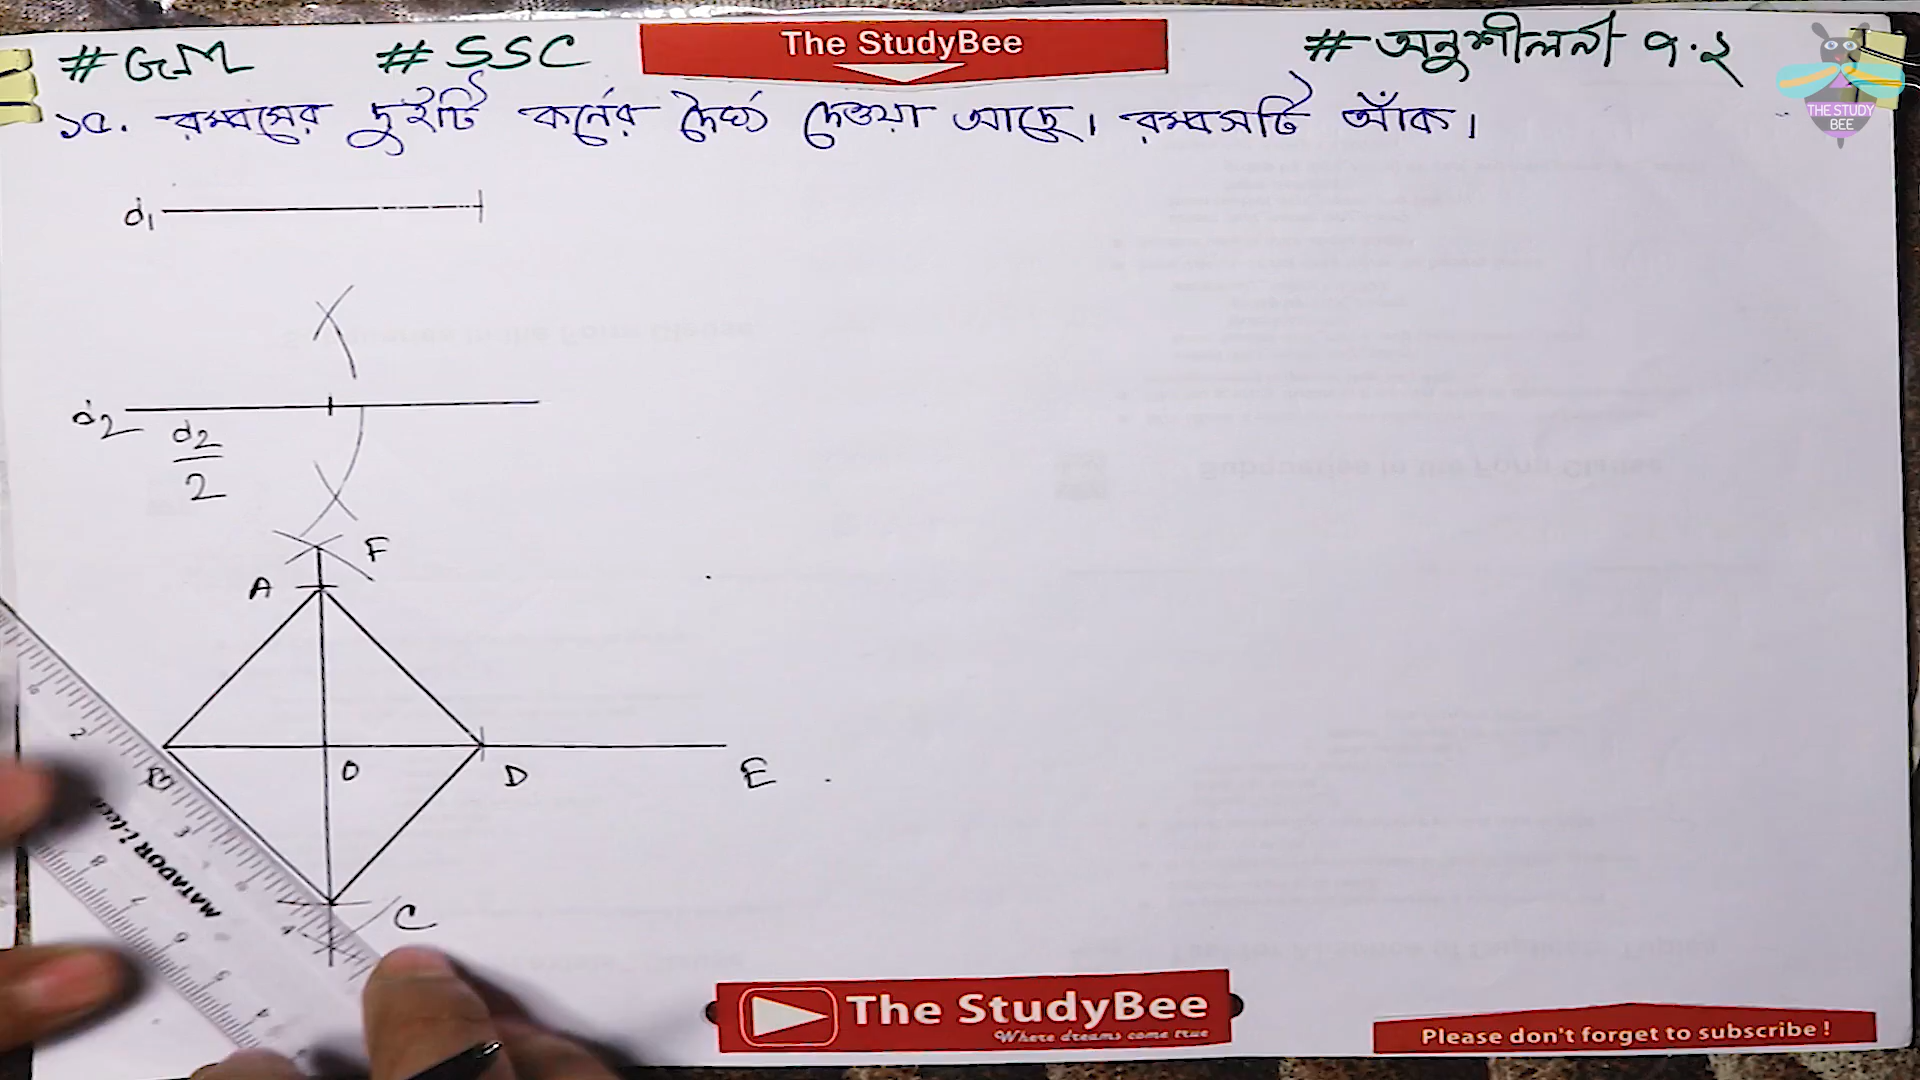 #GM #SSC The StudyBee #অনুশীলনী ৭.২
THE STUDY
BEE
১৫. রম্বসের দুইটি কর্নের দৈর্ঘ্য দেওয়া আছে। রম্বসটি আঁক।
d₁
d₂
d₂
2
F
A
B O D E
C
MATADOR i-teen
The StudyBee
Where dreams come true
Please don't forget to subscribe !